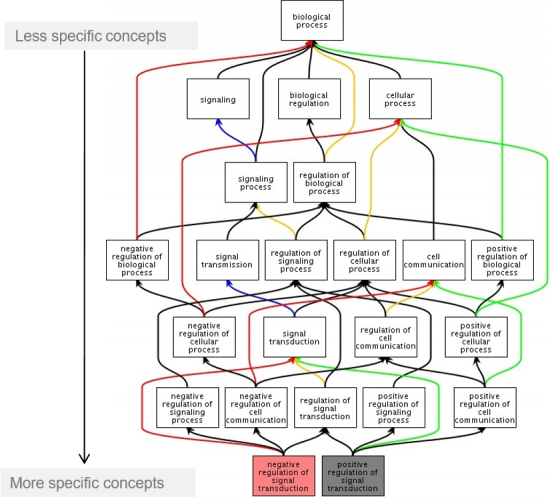 biological
process
Less specific concepts
signaling
biological
regulation
cellular
process
signaling
process
regulation of
biological
process
negative
regulation of
biological
process
signal
transmission
regulation of
signaling
process
regulation of
cellular
process
cell
communication
positive
regulation of
biological
process
negative
regulation of
cellular
process
signal
transduction
regulation of
cell
communication
positive
regulation of
cellular
process
negative
regulation of
signaling
process
negative
regulation of
cell
communication
regulation of
signal
transduction
positive
regulation of
signaling
process
positive
regulation of
cell
communication
More specific concepts
negative
regulation of
signal
transduction
positive
regulation of
signal
transduction